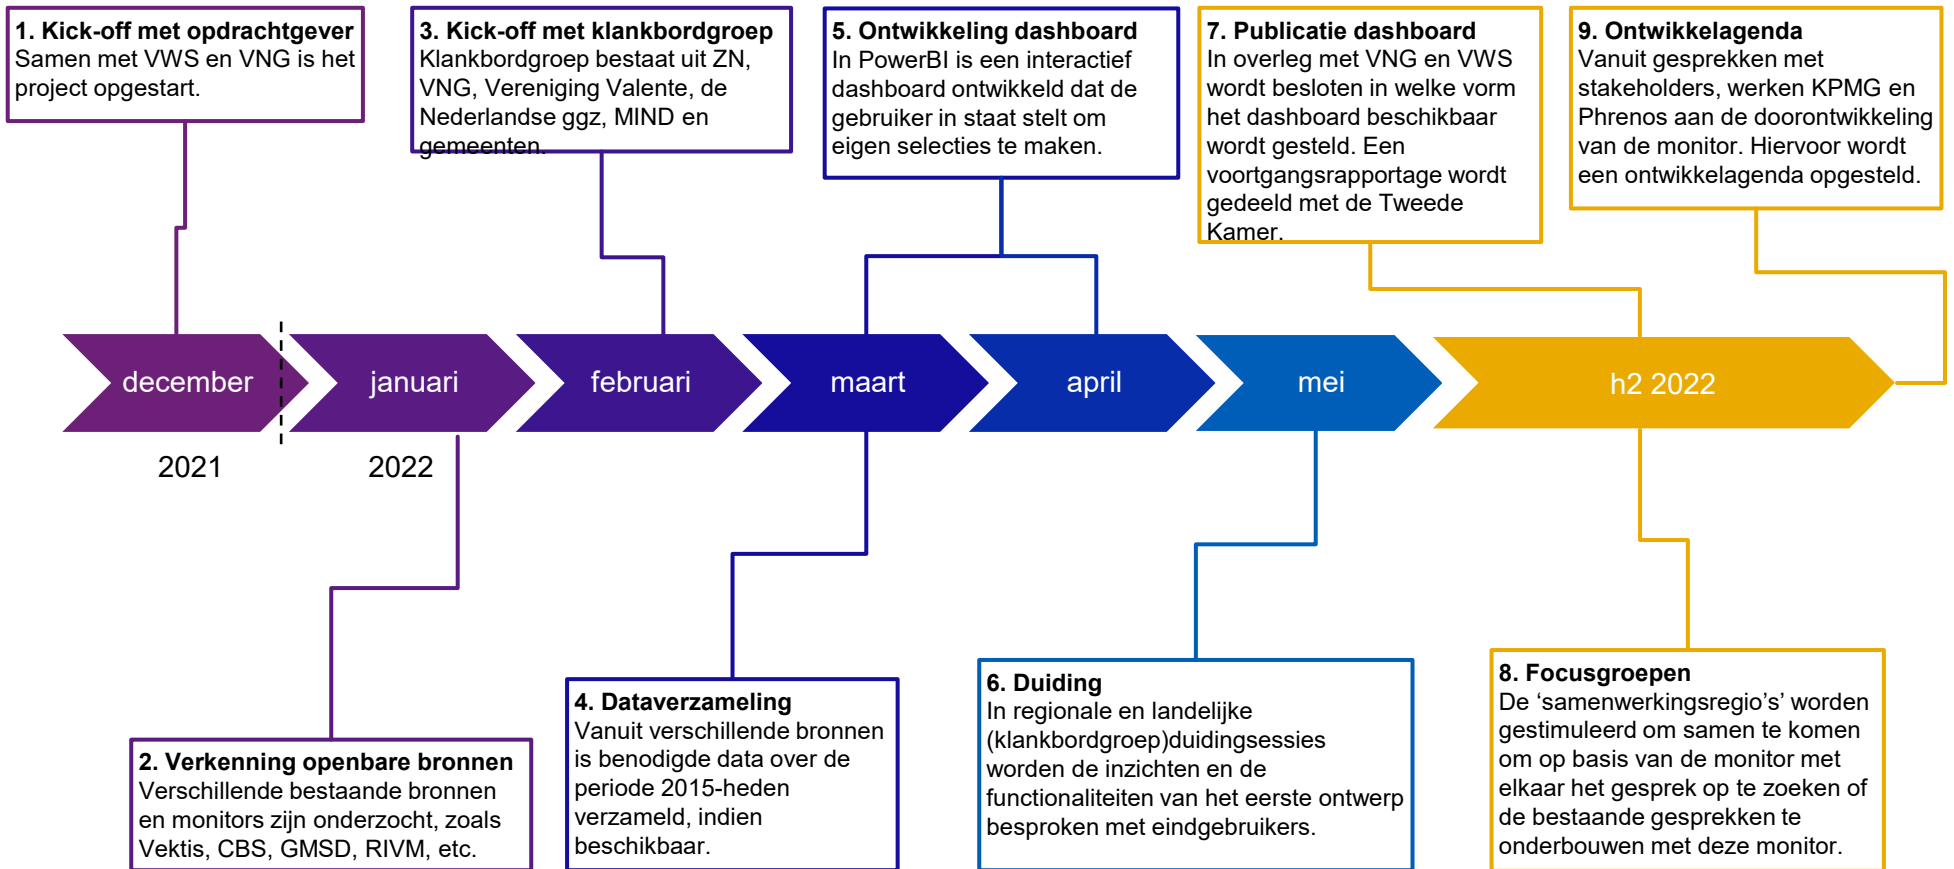 1. Kick-off met opdrachtgever
Samen met VWS en VNG is het
project opgestart.
3. Kick-off met klankbordgroep
Klankbordgroep bestaat uit ZN,
VNG, Vereniging Valente, de
Nederlandse ggz, MIND en
gemeenten.
5. Ontwikkeling dashboard
In PowerBI is een interactief
dashboard ontwikkeld dat de
gebruiker in staat stelt om
eigen selecties te maken.
7. Publicatie dashboard
In overleg met VNG en VWS
wordt besloten in welke vorm
het dashboard beschikbaar
wordt gesteld. Een
voortgangsrapportage wordt
gedeeld met de Tweede
Kamer.
9. Ontwikkelagenda
Vanuit gesprekken met
stakeholders, werken KPMG en
Phrenos aan de doorontwikkeling
van de monitor. Hiervoor wordt
een ontwikkelagenda opgesteld.
december
januari
februari
maart
april
mei
h2 2022
2021
2022
2. Verkenning openbare bronnen
Verschillende bestaande bronnen
en monitors zijn onderzocht, zoals
Vektis, CBS, GMSD, RIVM, etc.
4. Dataverzameling
Vanuit verschillende bronnen
is benodigde data over de
periode 2015-heden
verzameld, indien
beschikbaar.
6. Duiding
In regionale en landelijke
(klankbordgroep)duidingsessies
worden de inzichten en de
functionaliteiten van het eerste ontwerp
besproken met eindgebruikers.
8. Focusgroepen
De ‘samenwerkingsregio’s’ worden
gestimuleerd om samen te komen
om op basis van de monitor met
elkaar het gesprek op te zoeken of
de bestaande gesprekken te
onderbouwen met deze monitor.